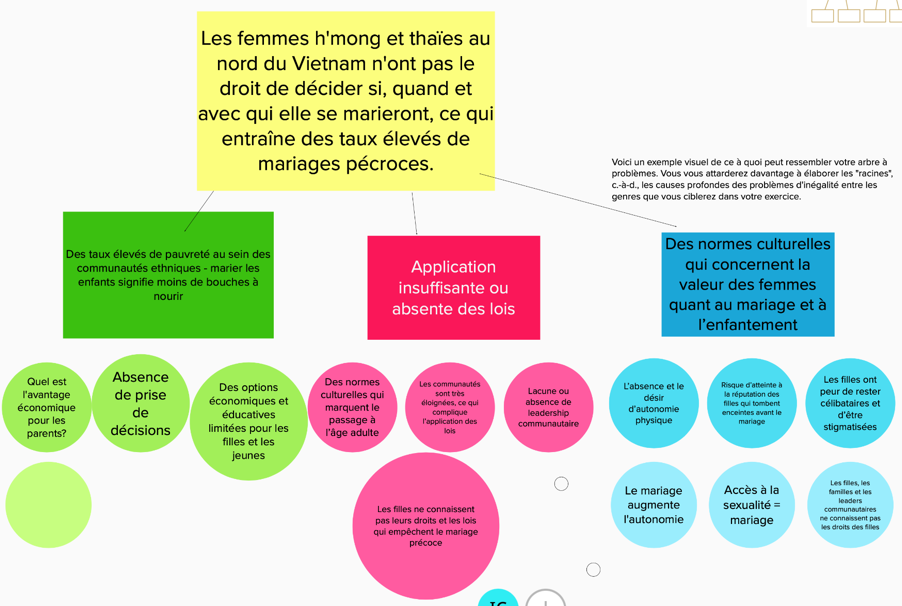 Les femmes h'mong et thaïes au
nord du Vietnam n'ont pas le
droit de décider si, quand et
avec qui elle se marieront, ce qui
entraîne des taux élevés de
mariages pécroces.
Voici un exemple visuel de ce à quoi peut ressembler votre arbre à
problèmes. Vous vous attarderez davantage à élaborer les "racines",
c.-à-d., les causes profondes des problèmes d'inégalité entre les
genres que vous ciblerez dans votre exercice.
Des taux élevés de pauvreté au sein des
communautés ethniques - marier les
enfants signifie moins de bouches à
nourir
Application
insuffisante ou
absente des lois
Des normes culturelles
qui concernent la
valeur des femmes
quant au mariage et à
l'enfantement
Quel est
l'avantage
économique
pour les
parents?
Absence
de prise
de
décisions
Des options
économiques et
éducatives
limitées pour les
filles et les
jeunes
Des normes
culturelles qui
marquent le
passage à
l'âge adulte
Les communautés
sont très
éloignées, ce qui
complique
l'application des
lois
Lacune ou
absence de
leadership
communautaire
Les filles ne connaissent
pas leurs droits et les lois
qui empêchent le mariage
précoce
L'absence et le
désir
d'autonomie
physique
Risque d'atteinte à
la réputation des
filles qui tombent
enceintes avant le
mariage
Les filles ont
peur de rester
célibataires et
d'être
stigmatisées
Le mariage
augmente
l'autonomie
Accès à la
sexualité =
mariage
Les filles, les
familles et les
leaders
communautaires
ne connaissent pas
les droits des filles